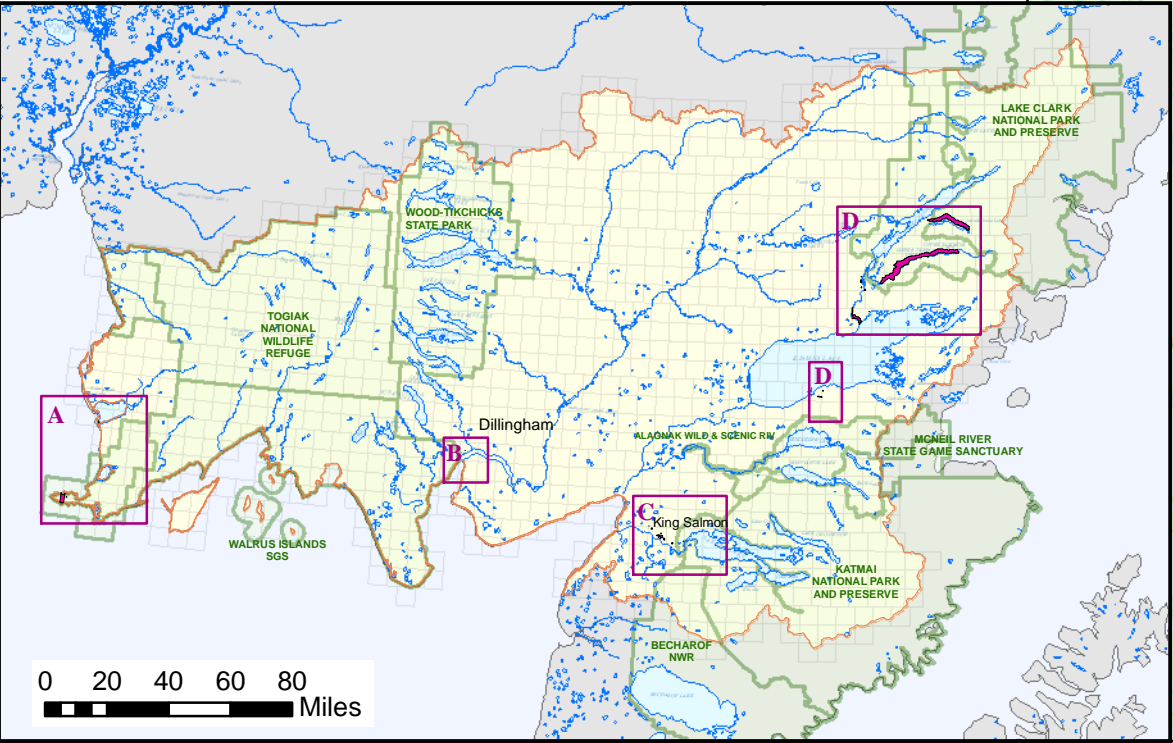 LAKE CLARK
NATIONAL PARK
AND PRESERVE
WOOD-TIKCHICKS
STATE PARK
D
TOGIAK
NATIONAL
WILDLIFE
REFUGE
D
A
Dillingham
B
ALAGNAK WILD & SCENIC RIV
MCNEIL RIVER
STATE GAME SANCTUARY
C
King Salmon
WALRUS ISLANDS
SGS
KATMAI
NATIONAL PARK
AND PRESERVE
BECHAROF
NWR
0 20 40 60 80
Miles